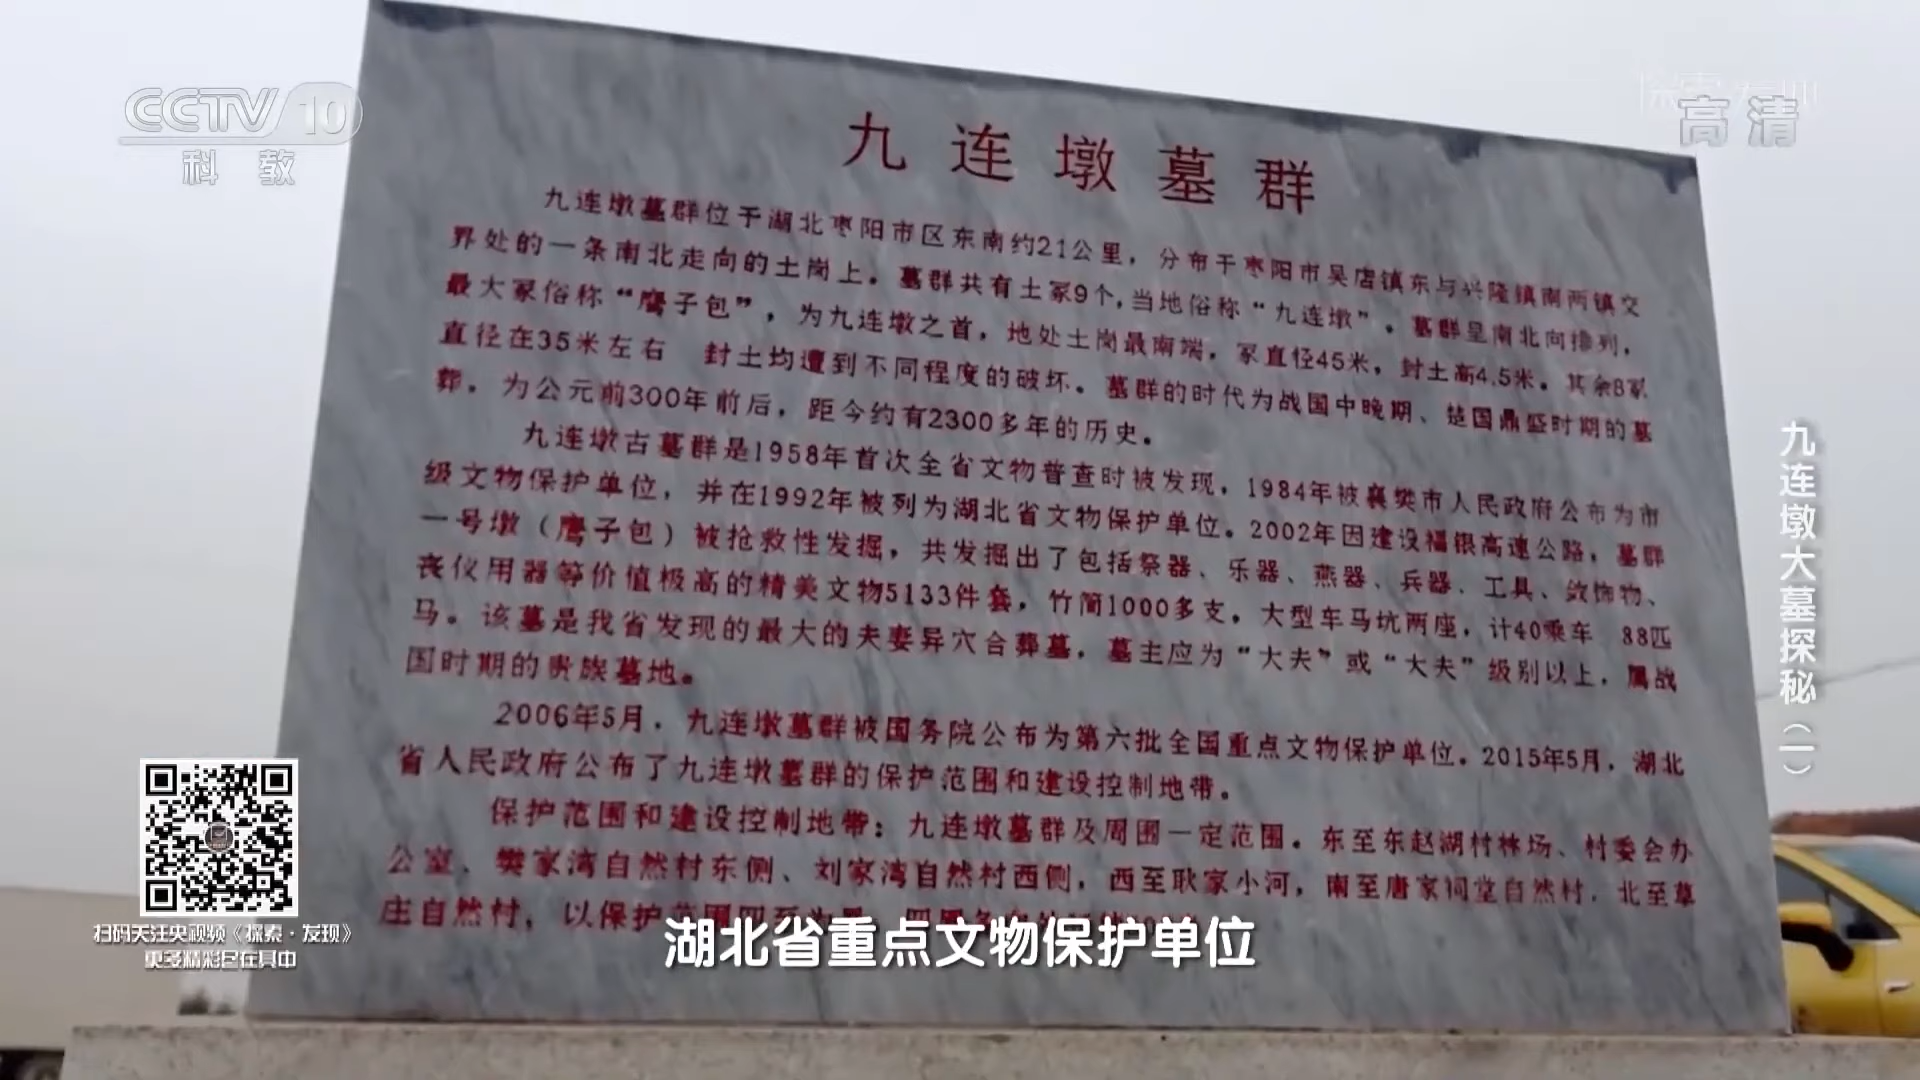 CCTV 10
科教
高清
九连墩墓群
九连墩墓群位于湖北枣阳市区东南约21公里，分布于枣阳市吴店镇东与兴隆镇南两镇交
界处的一条南北走向的土岗上。墓群共有土冢9个，当地俗称“九连墩”。墓群呈南北向排列，
最大冢俗称“鹰子包”，为九连墩之首，地处土岗最南端，冢直径45米，封土高4.5米。其余8冢
直径在35米左右 封土均遭到不同程度的破坏。墓群的时代为战国中晚期、楚国鼎盛时期的墓
葬。为公元前300年前后，距今约有2300多年的历史。
九连墩古墓群是1958年首次全省文物普查时被发现，1984年被襄樊市人民政府公布为市
级文物保护单位，并在1992年被列为湖北省文物保护单位。2002年因建设福银高速公路，墓群
一号墩（鹰子包）被抢救性发掘，共发掘出了包括祭器、乐器、燕器、兵器、工具、敛饰物、
丧仪用器等价值极高的精美文物5133件套，竹简1000多支。大型车马坑两座，计40乘车 88匹
马。该墓是我省发现的最大的夫妻异穴合葬墓，墓主应为“大夫”或“大夫”级别以上，属战
国时期的贵族墓地。
2006年5月，九连墩墓群被国务院公布为第六批全国重点文物保护单位。2015年5月，湖北
省人民政府公布了九连墩墓群的保护范围和建设控制地带。
保护范围和建设控制地带：九连墩墓群及周围一定范围。东至东赵湖村林场、村委会办
公室、樊家湾自然村东侧、刘家湾自然村西侧，西至耿家小河，南至唐家祠堂自然村，北至草
庄自然村，以保护范围四至为
九连墩大墓探秘（一）
扫码关注央视频《探索·发现》
更多精彩尽在其中
湖北省重点文物保护单位